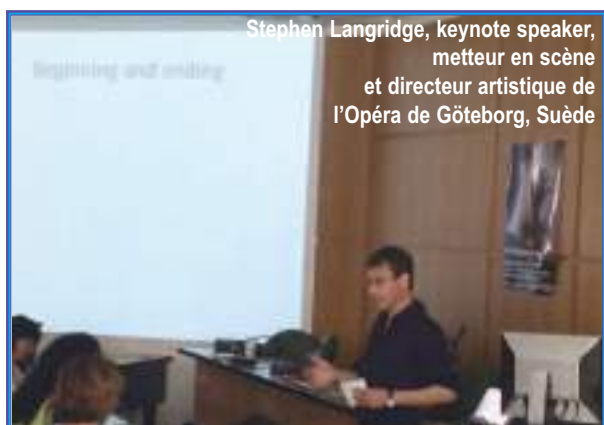 Stephen Langridge, keynote speaker,
metteur en scène
et directeur artistique de
l'Opéra de Göteborg, Suède
Beginning and ending